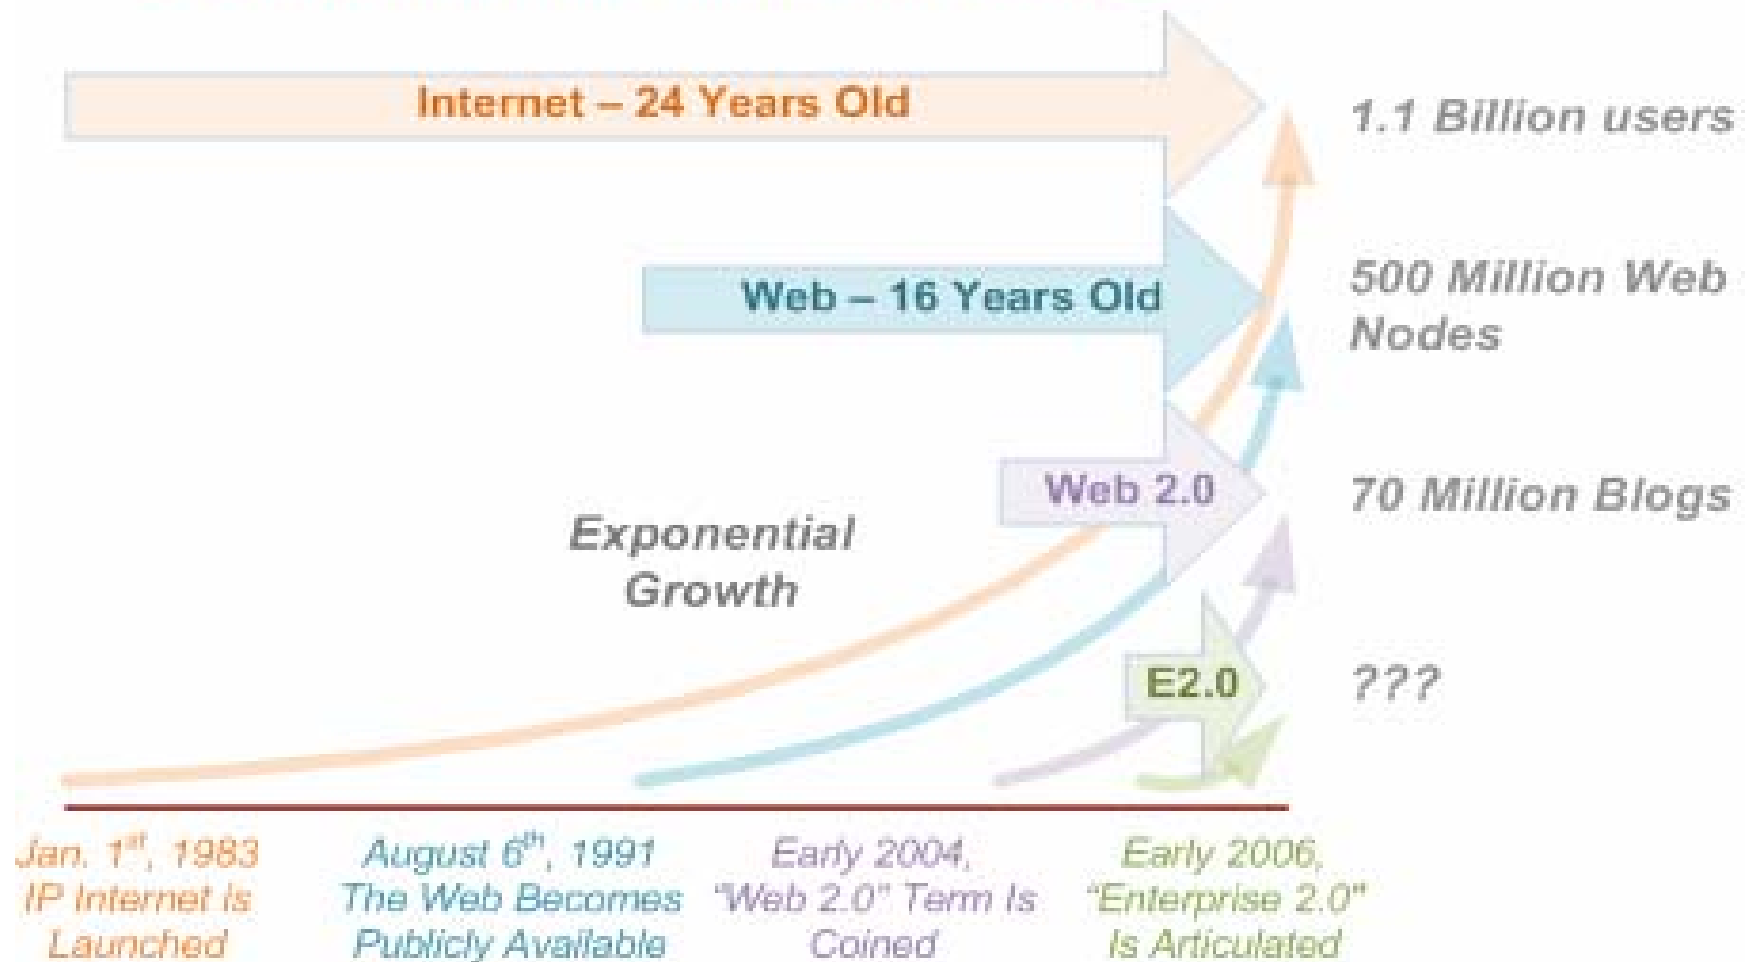 Internet – 24 Years Old
1.1 Billion users
Web – 16 Years Old
500 Million Web
Nodes
Web 2.0
70 Million Blogs
Exponential
Growth
E2.0
???
Jan. 1st, 1983
IP Internet is
Launched
August 6th, 1991
The Web Becomes
Publicly Available
Early 2004,
"Web 2.0" Term Is
Coined
Early 2006,
"Enterprise 2.0"
Is Articulated